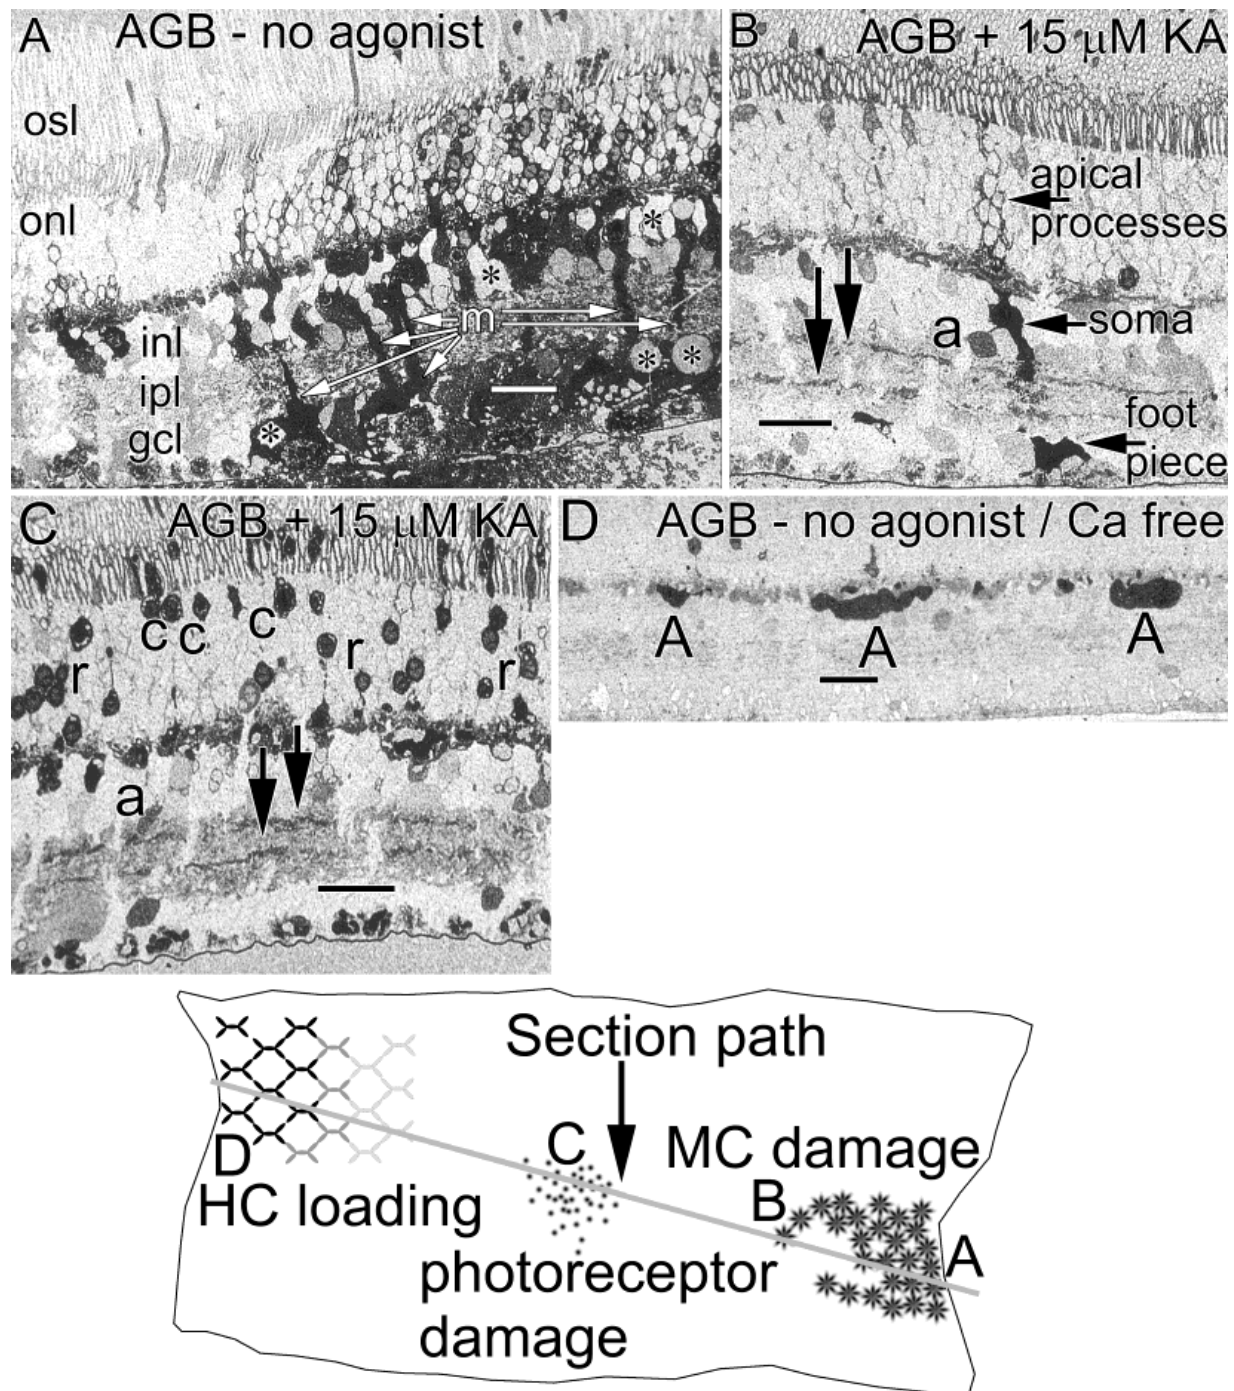 A AGB - no agonist
osl
onl
*
*
m
inl
ipl
gcl
*
*
*
B AGB + 15 µM KA
apical
processes
a
soma
foot
piece
C AGB + 15 µM KA
c c c
r r r
a
D AGB - no agonist / Ca free
A A A
Section path
D
HC loading
C
photoreceptor
damage
MC damage
B
A